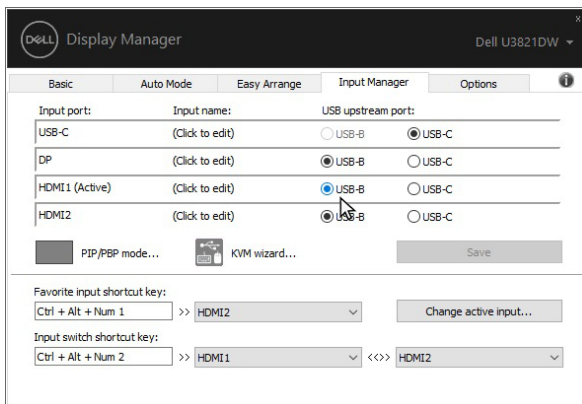 DELL Display Manager
Dell U3821DW
Basic Auto Mode Easy Arrange Input Manager Options
Input port: Input name: USB upstream port:
USB-C (Click to edit) USB-B USB-C
DP (Click to edit) USB-B USB-C
HDMI1 (Active) (Click to edit) USB-B USB-C
HDMI2 (Click to edit) USB-B USB-C
PIP/PBP mode... KVM wizard... Save
Favorite input shortcut key:
Ctrl + Alt + Num 1 >> HDMI2 Change active input...
Input switch shortcut key:
Ctrl + Alt + Num 2 >> HDMI1 <<>> HDMI2